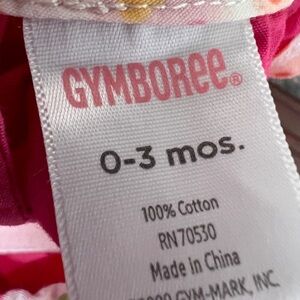 GYMBOREE®
0-3 mos.
100% Cotton
RN70530
Made in China
GYM-MARK, INC.